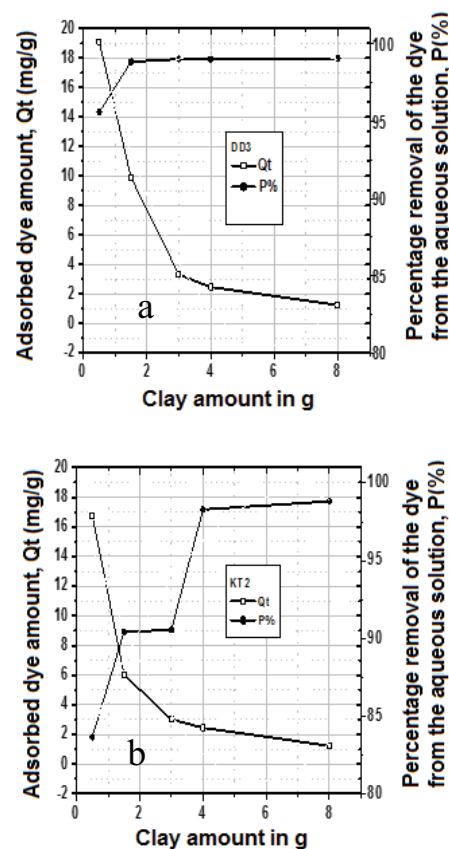 Adsorbed dye amount, Qt (mg/g)
20
18
16
14
12
10
8
6
4
2
0
-2
DD3
Qt
P%
a
100
95
90
85
80
Percentage removal of the dye
from the aqueous solution, P(%)
0 2 4 6 8
Clay amount in g
Adsorbed dye amount, Qt (mg/g)
20
18
16
14
12
10
8
6
4
2
0
-2
KT2
Qt
P%
b
100
95
90
85
80
Percentage removal of the dye
from the aqueous solution, P(%)
0 2 4 6 8
Clay amount in g